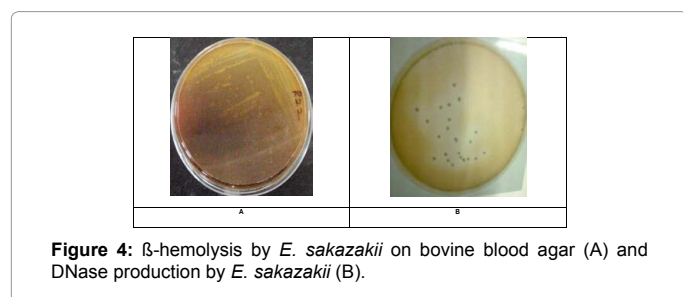 A
B
Figure 4: ß-hemolysis by E. sakazakii on bovine blood agar (A) and
DNase production by E. sakazakii (B).